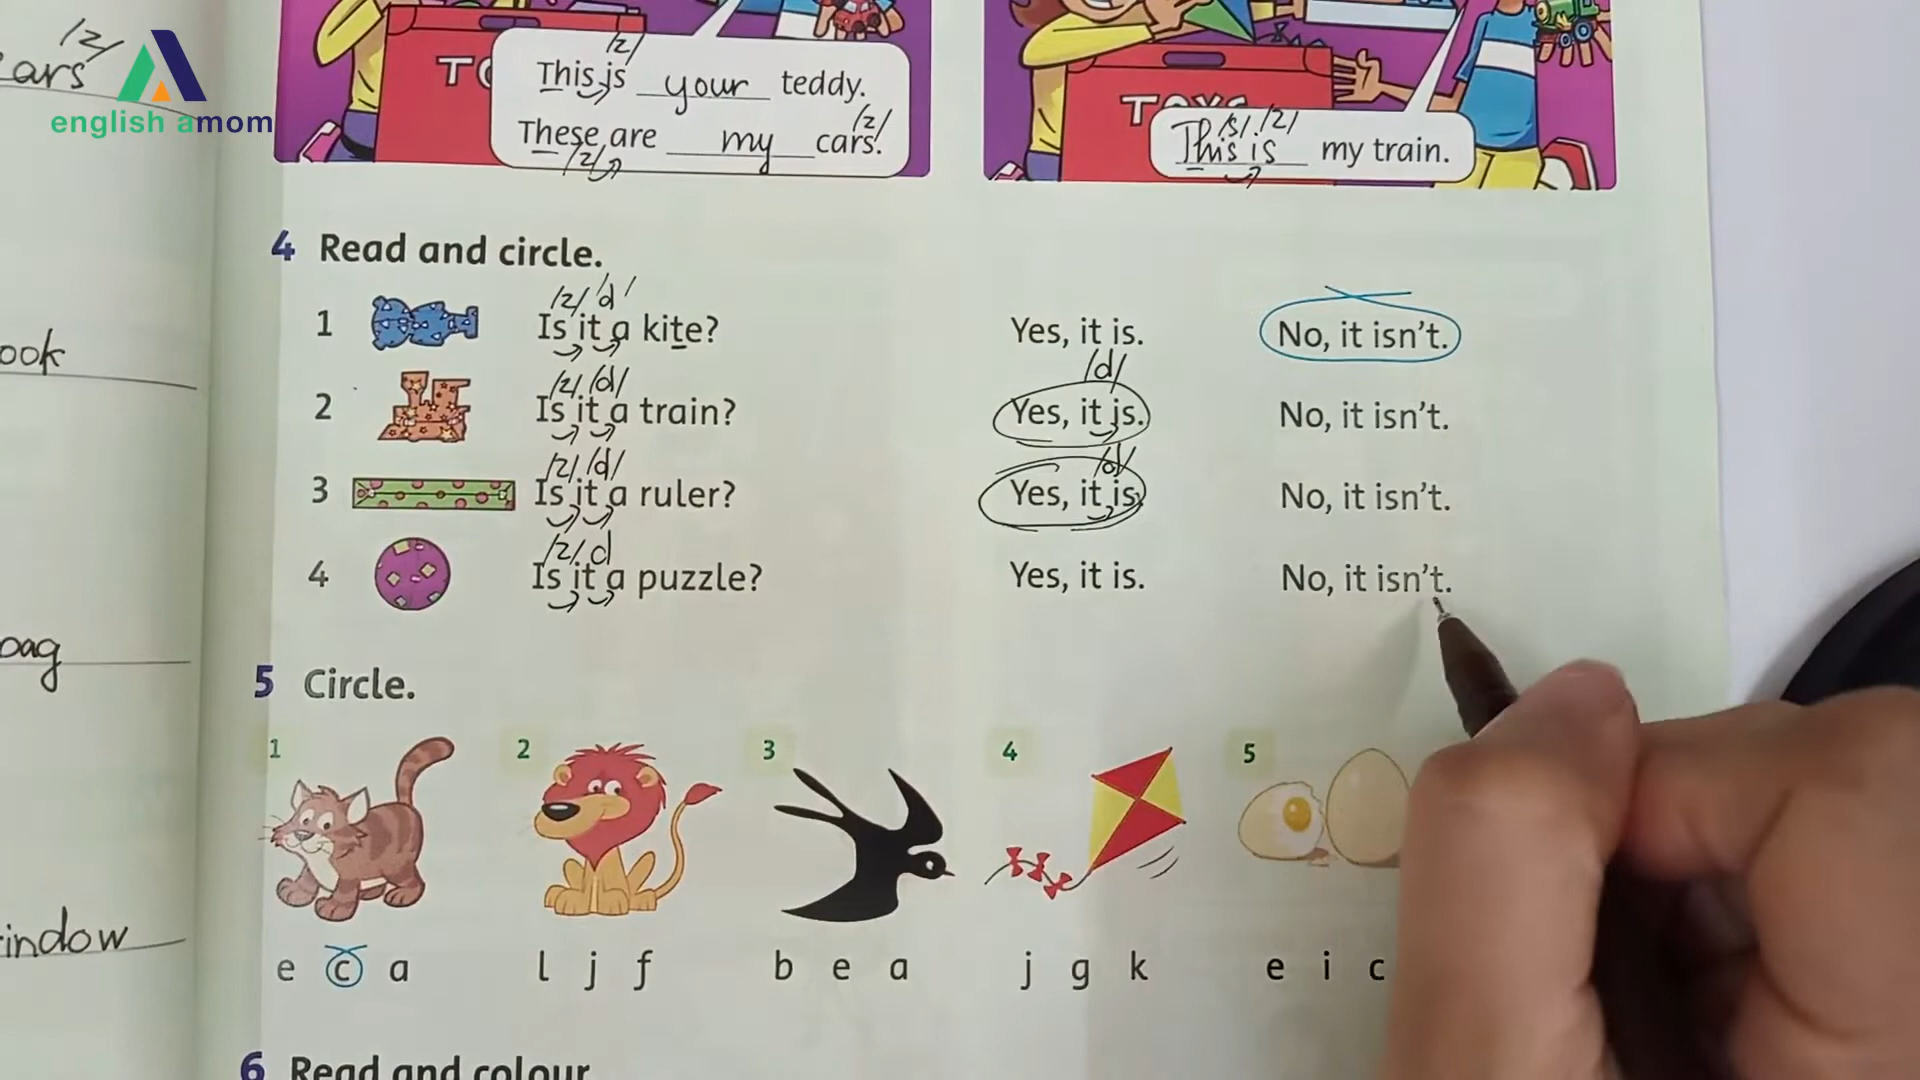 /z/
ars
english amom
/z/
This is your teddy.
/z/
These are my cars.
/z/
/s/ /z/
This is my train.
4 Read and circle.
/z/ /d/
1 Is it a kite? Yes, it is. No, it isn't.
/z/ /d/ /d/
2 Is it a train? Yes, it is. No, it isn't.
/z/ /d/ /d/
3 Is it a ruler? Yes, it is. No, it isn't.
/z/ d
4 Is it a puzzle? Yes, it is. No, it isn't.
ook
bag
indow
5 Circle.
1 2 3 4 5
e c a l j f b e a j g k e i c
6 Read and colour